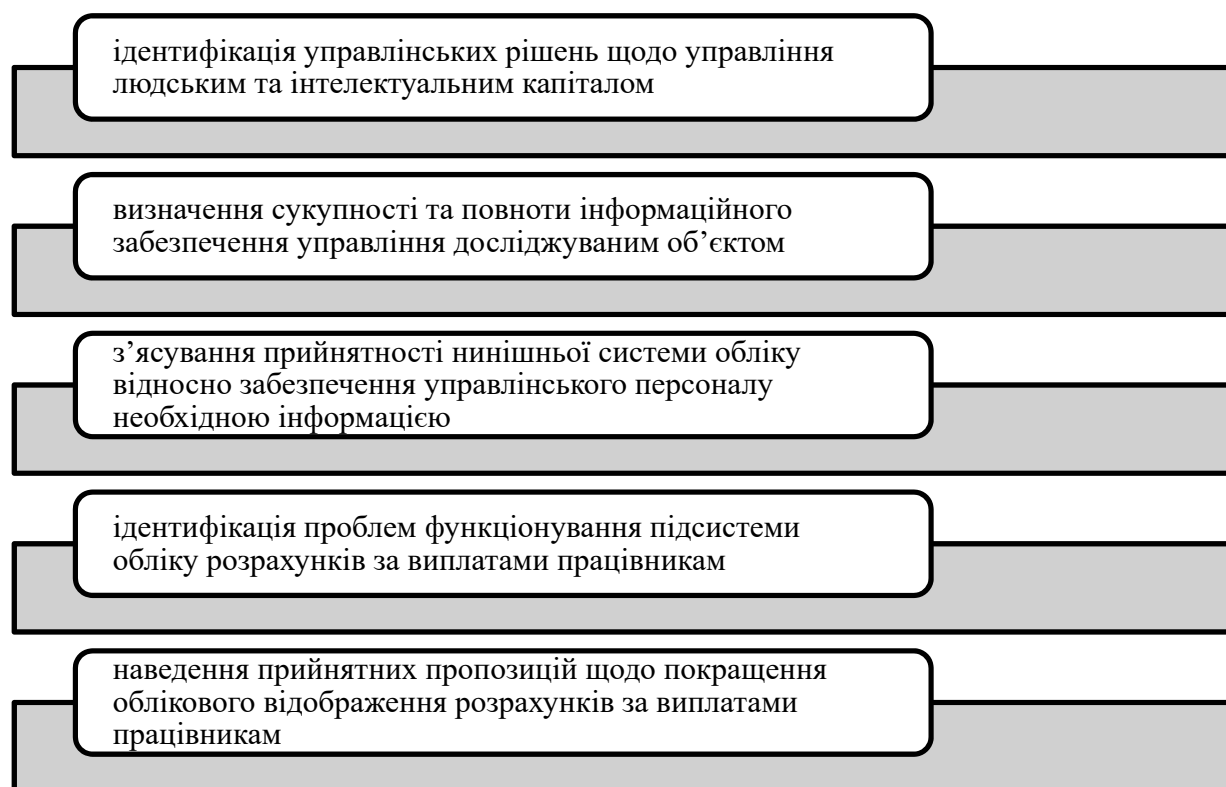 ідентифікація управлінських рішень щодо управління
людським та інтелектуальним капіталом
визначення сукупності та повноти інформаційного
забезпечення управління досліджуваним об’єктом
з’ясування прийнятності нинішньої системи обліку
відносно забезпечення управлінського персоналу
необхідною інформацією
ідентифікація проблем функціонування підсистеми
обліку розрахунків за виплатами працівникам
наведення прийнятних пропозицій щодо покращення
облікового відображення розрахунків за виплатами
працівникам